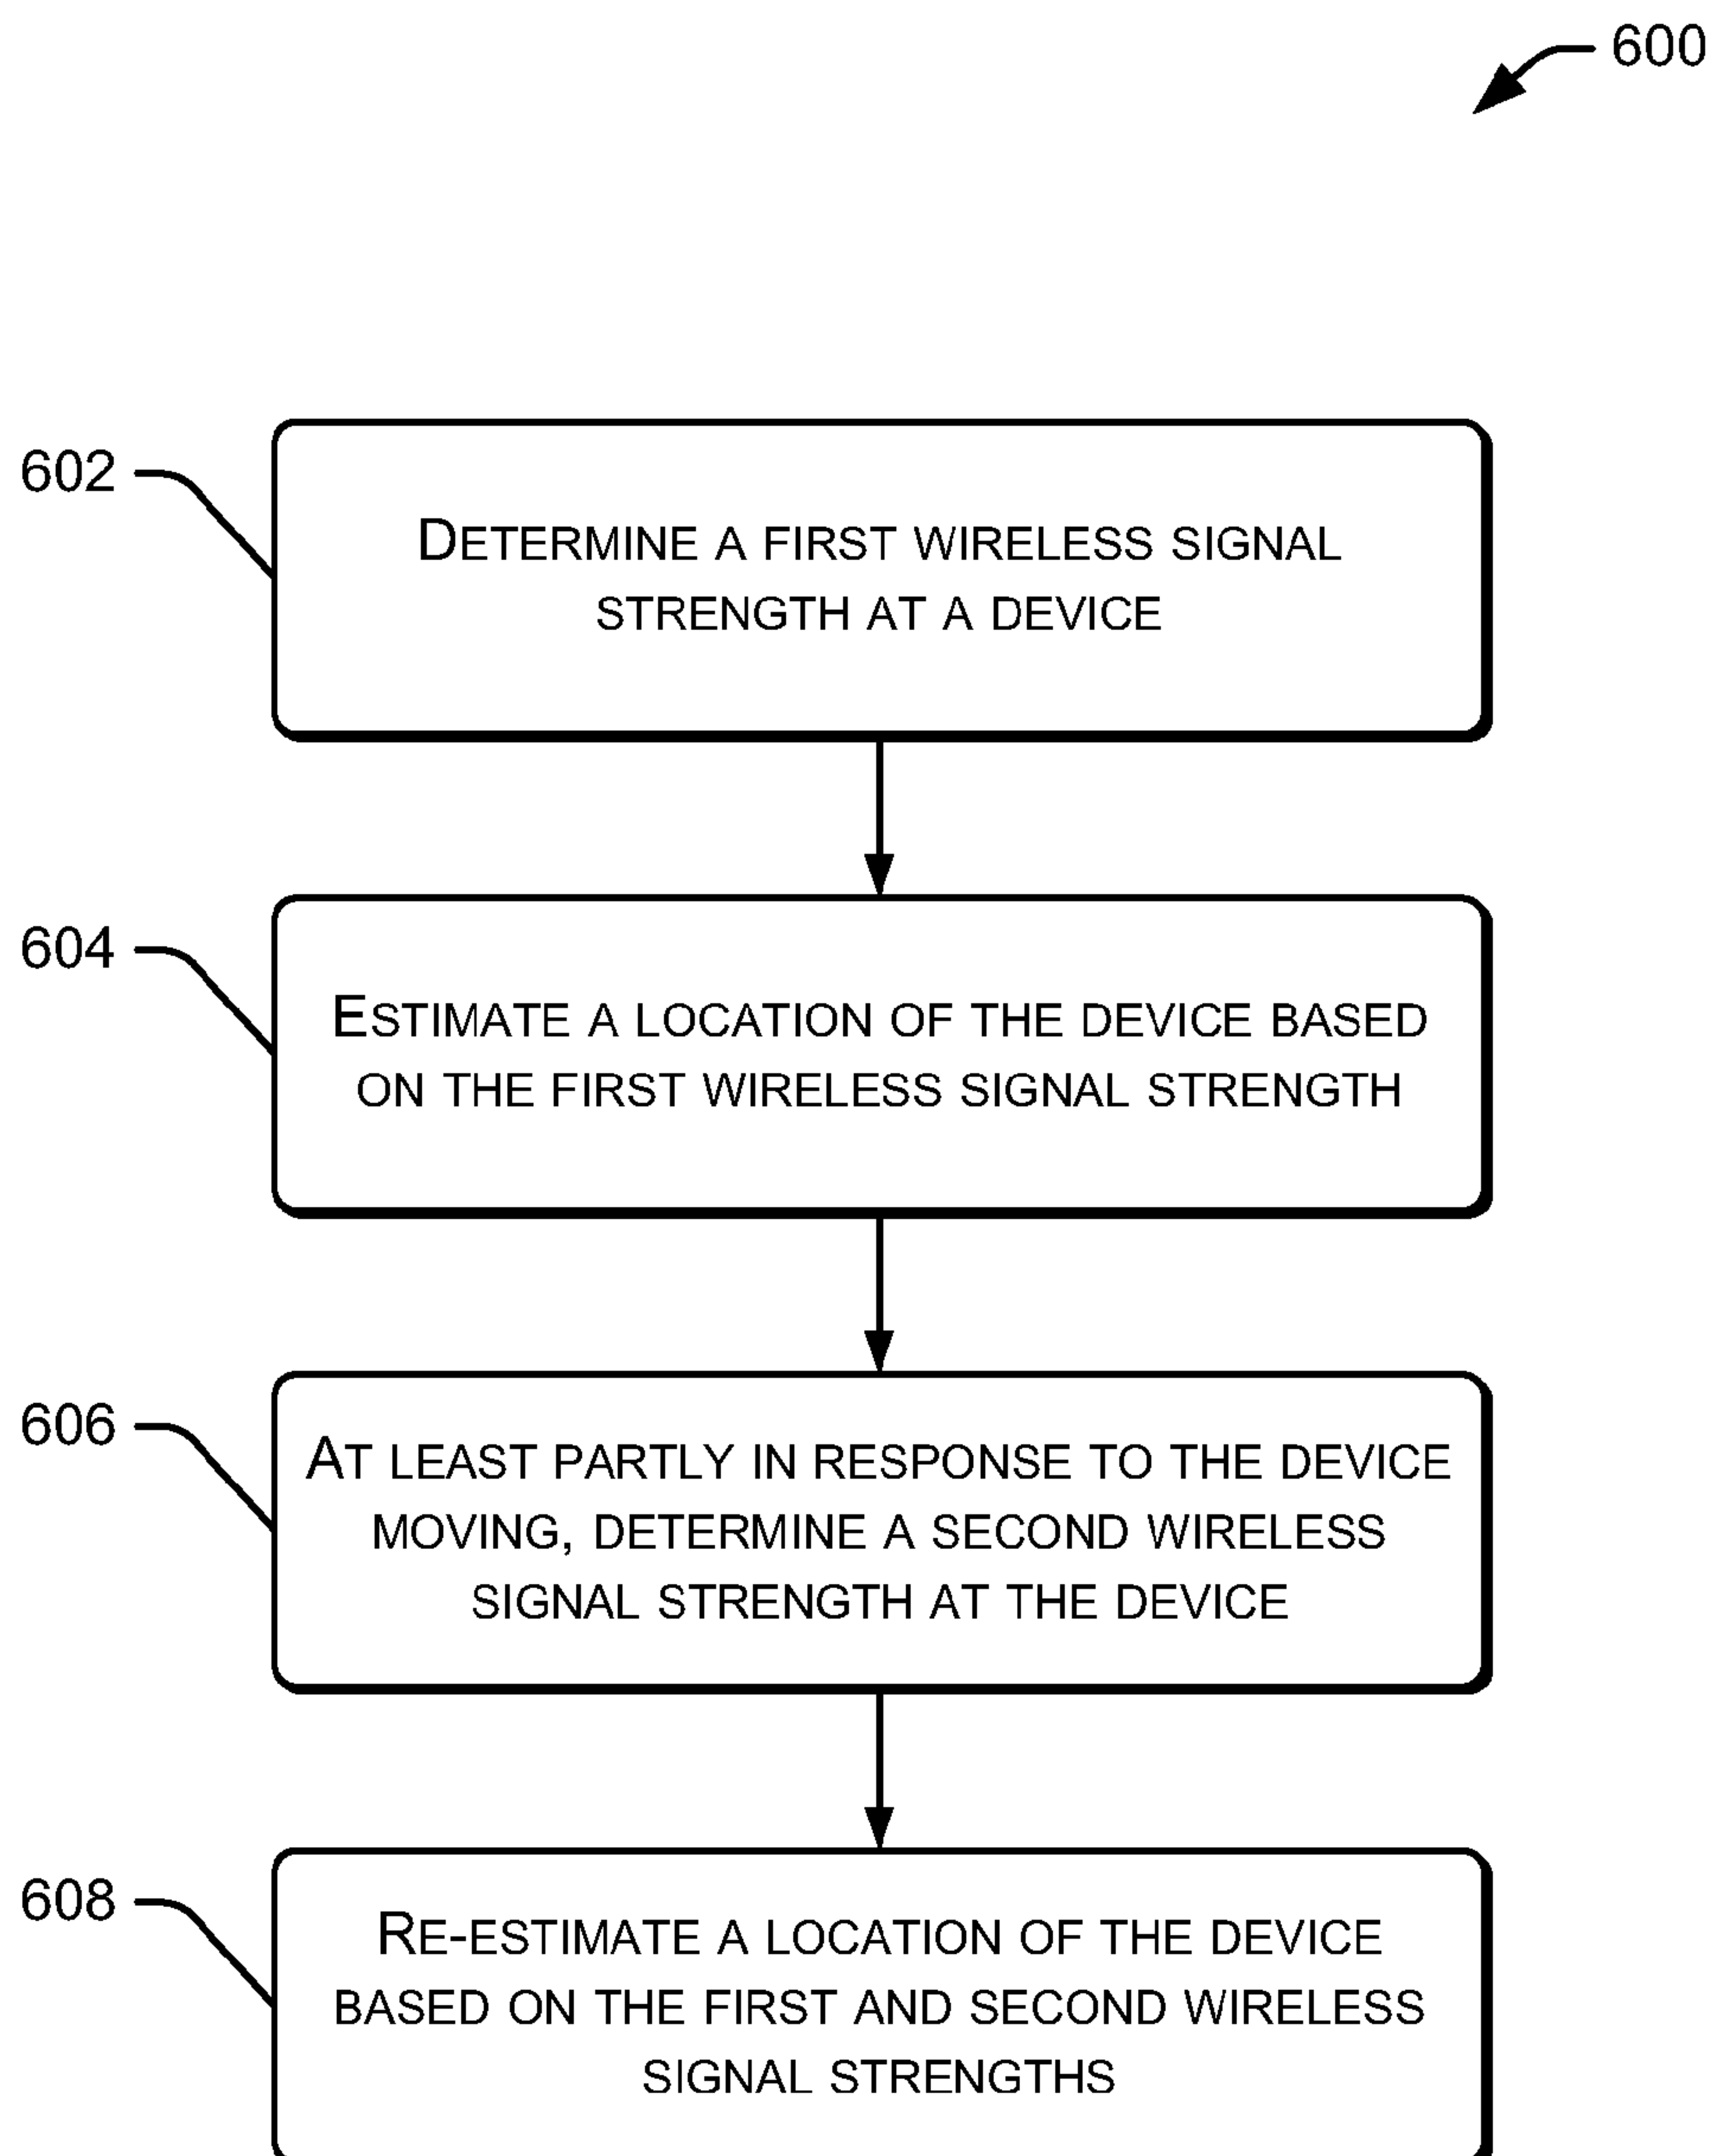 600
602
DETERMINE A FIRST WIRELESS SIGNAL
STRENGTH AT A DEVICE
604
ESTIMATE A LOCATION OF THE DEVICE BASED
ON THE FIRST WIRELESS SIGNAL STRENGTH
606
AT LEAST PARTLY IN RESPONSE TO THE DEVICE
MOVING, DETERMINE A SECOND WIRELESS
SIGNAL STRENGTH AT THE DEVICE
608
RE-ESTIMATE A LOCATION OF THE DEVICE
BASED ON THE FIRST AND SECOND WIRELESS
SIGNAL STRENGTHS